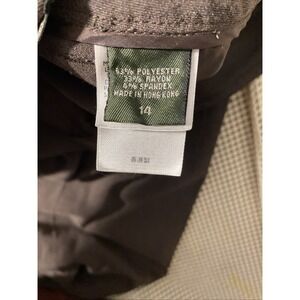 63% POLYESTER
33% RAYON
4% SPANDEX
MADE IN HONG KONG
14